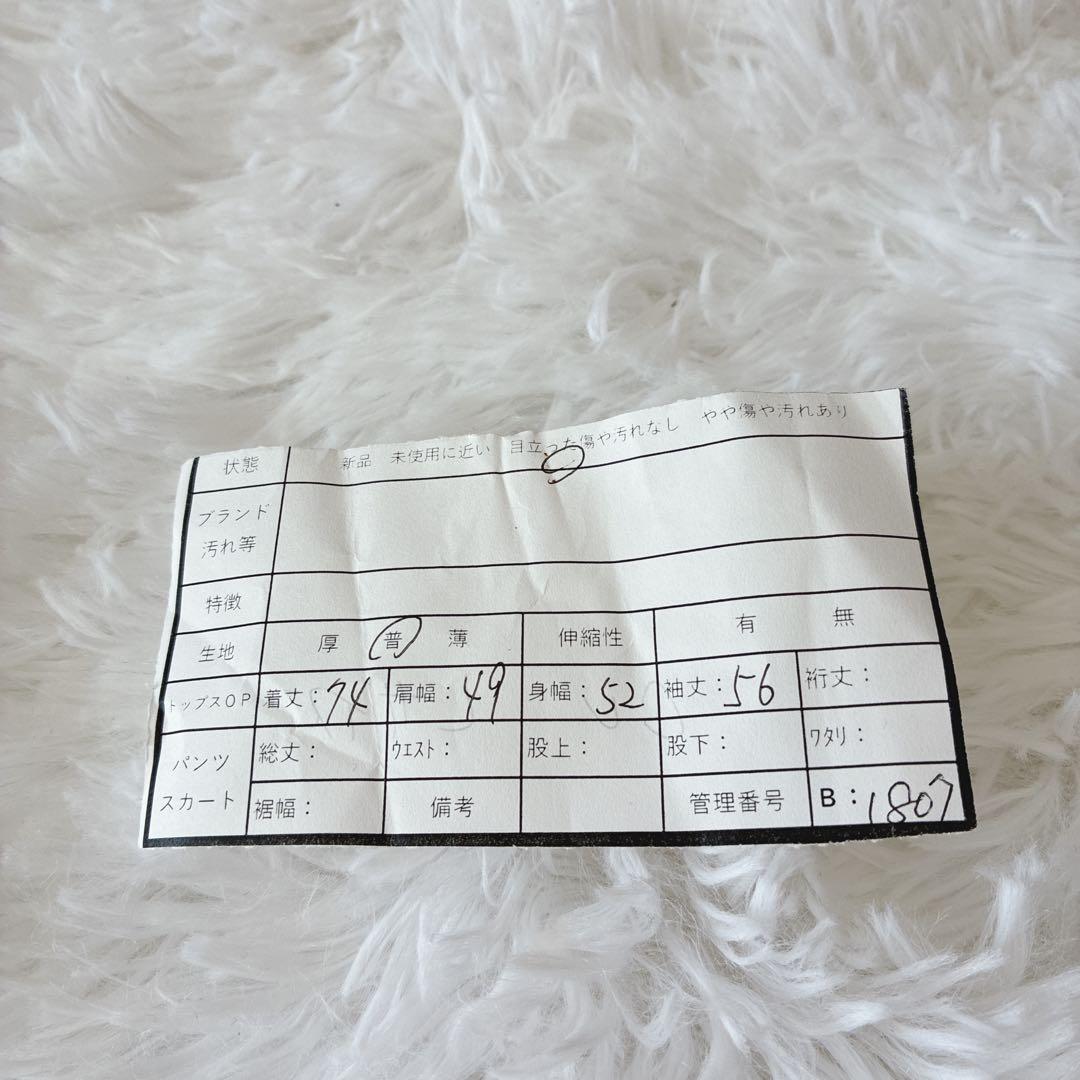 状態 新品 未使用に近い 目立った傷や汚れなし やや傷や汚れあり
ブランド
汚れ等
特徴
生地 厚 普 薄 伸縮性 有 無
トップスOP 着丈：74 肩幅：49 身幅：52 袖丈：56 裄丈：
パンツ 総丈： ウエスト： 股上： 股下： ワタリ：
スカート 裾幅： 備考 管理番号 B：1807